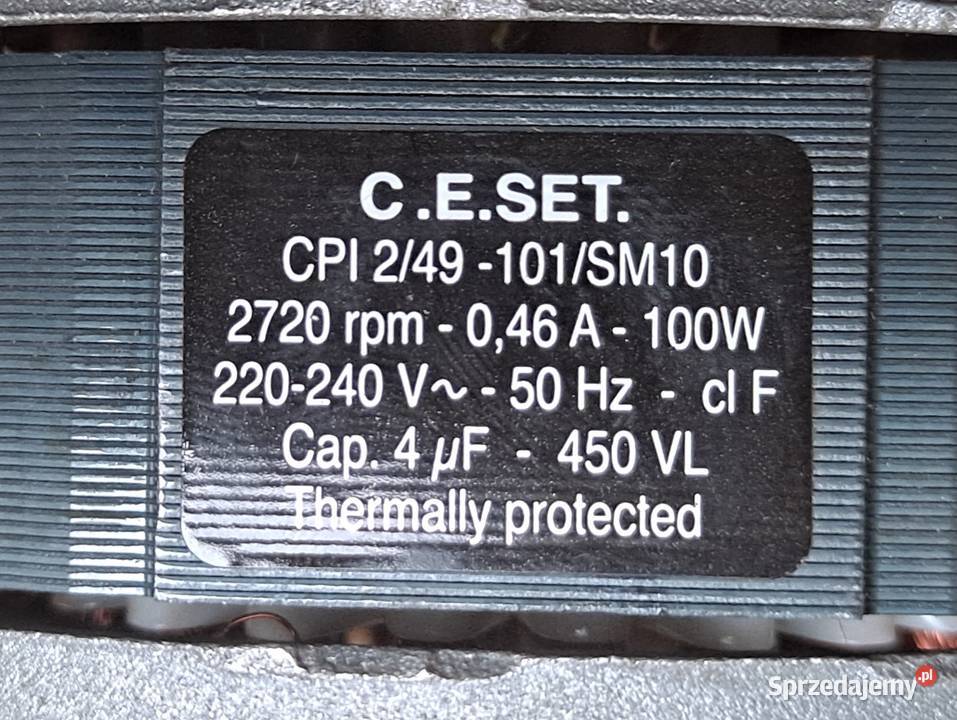 C.E.SET.
CPI 2/49 -101/SM10
2720 rpm - 0,46 A - 100W
220-240 V~ - 50 Hz - cl F
Cap. 4 µF - 450 VL
Thermally protected
Sprzedajemy.pl